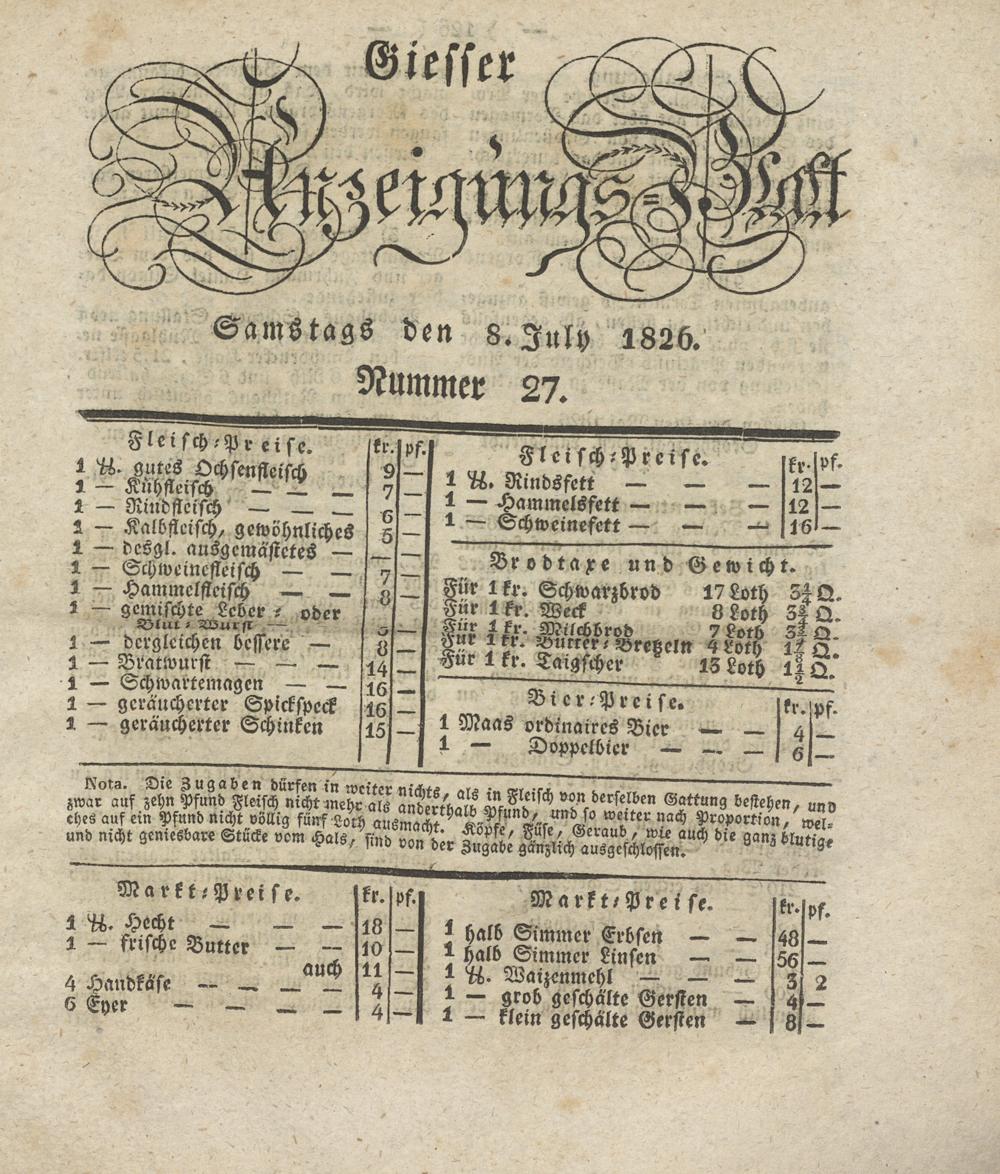 Giesser
Anzeigungs-Blatt
Samstags den 8. July 1826.
Nummer 27.
Fleisch-Preise. kr. pf.
1 ℔. gutes Ochsenfleisch 9 —
1 — Kühfleisch — — — 7 —
1 — Rindfleisch — — — 6 —
1 — Kalbfleisch, gewöhnliches 5 —
1 — desgl. ausgemästetes — — —
1 — Schweinefleisch — — 7 —
1 — Hammelfleisch — — 8 —
1 — gemischte Leber- oder
Blut-Wurst — —
1 — dergleichen bessere — 8 —
1 — Bratwurst — — — 14 —
1 — Schwartemagen — — 16 —
1 — geräucherter Spickspeck 16 —
1 — geräucherter Schinken 15 —
Fleisch-Preise. kr. pf.
1 ℔. Rindsfett — — — 12 —
1 — Hammelsfett — — — 12 —
1 — Schweinefett — — — 16 —
Brodtaxe und Gewicht.
Für 1 kr. Schwarzbrod 17 Loth Q.
Für 1 kr. Weck 8 Loth Q.
Für 1 kr. Milchbrod 7 Loth Q.
Für 1 kr. Butter-Bretzeln 4 Loth Q.
Für 1 kr. Taigscher 13 Loth 1½ Q.
Bier-Preise. kr. pf.
1 Maas ordinaires Bier — — 4 —
1 — Doppelbier — — — 6 —
Nota. Die Zugaben dürfen in weiter nichts, als in Fleisch von derselben Gattung bestehen, und
zwar auf zehn Pfund Fleisch nicht mehr als anderthalb Pfund, und so weiter nach Proportion, wel-
ches auf ein Pfund nicht völlig fünf Loth ausmacht. Köpfe, Füse, Geraub, wie auch die ganz blutige
und nicht geniesbare Stücke vom Hals, sind von der Zugabe gänzlich ausgeschlossen.
Markt-Preise. kr. pf.
1 ℔. Hecht — — — 18 —
1 — frische Butter — — 10 —
auch 11 —
4 Handkäse — — — — 4 —
6 Eyer — — — — 4 —
Markt-Preise. kr. pf.
1 halb Simmer Erbsen — — 48 —
1 halb Simmer Linsen — — 56 —
1 ℔. Waizenmehl — — 3 2
1 — grob geschälte Gersten — 4 —
1 — klein geschälte Gersten — 8 —